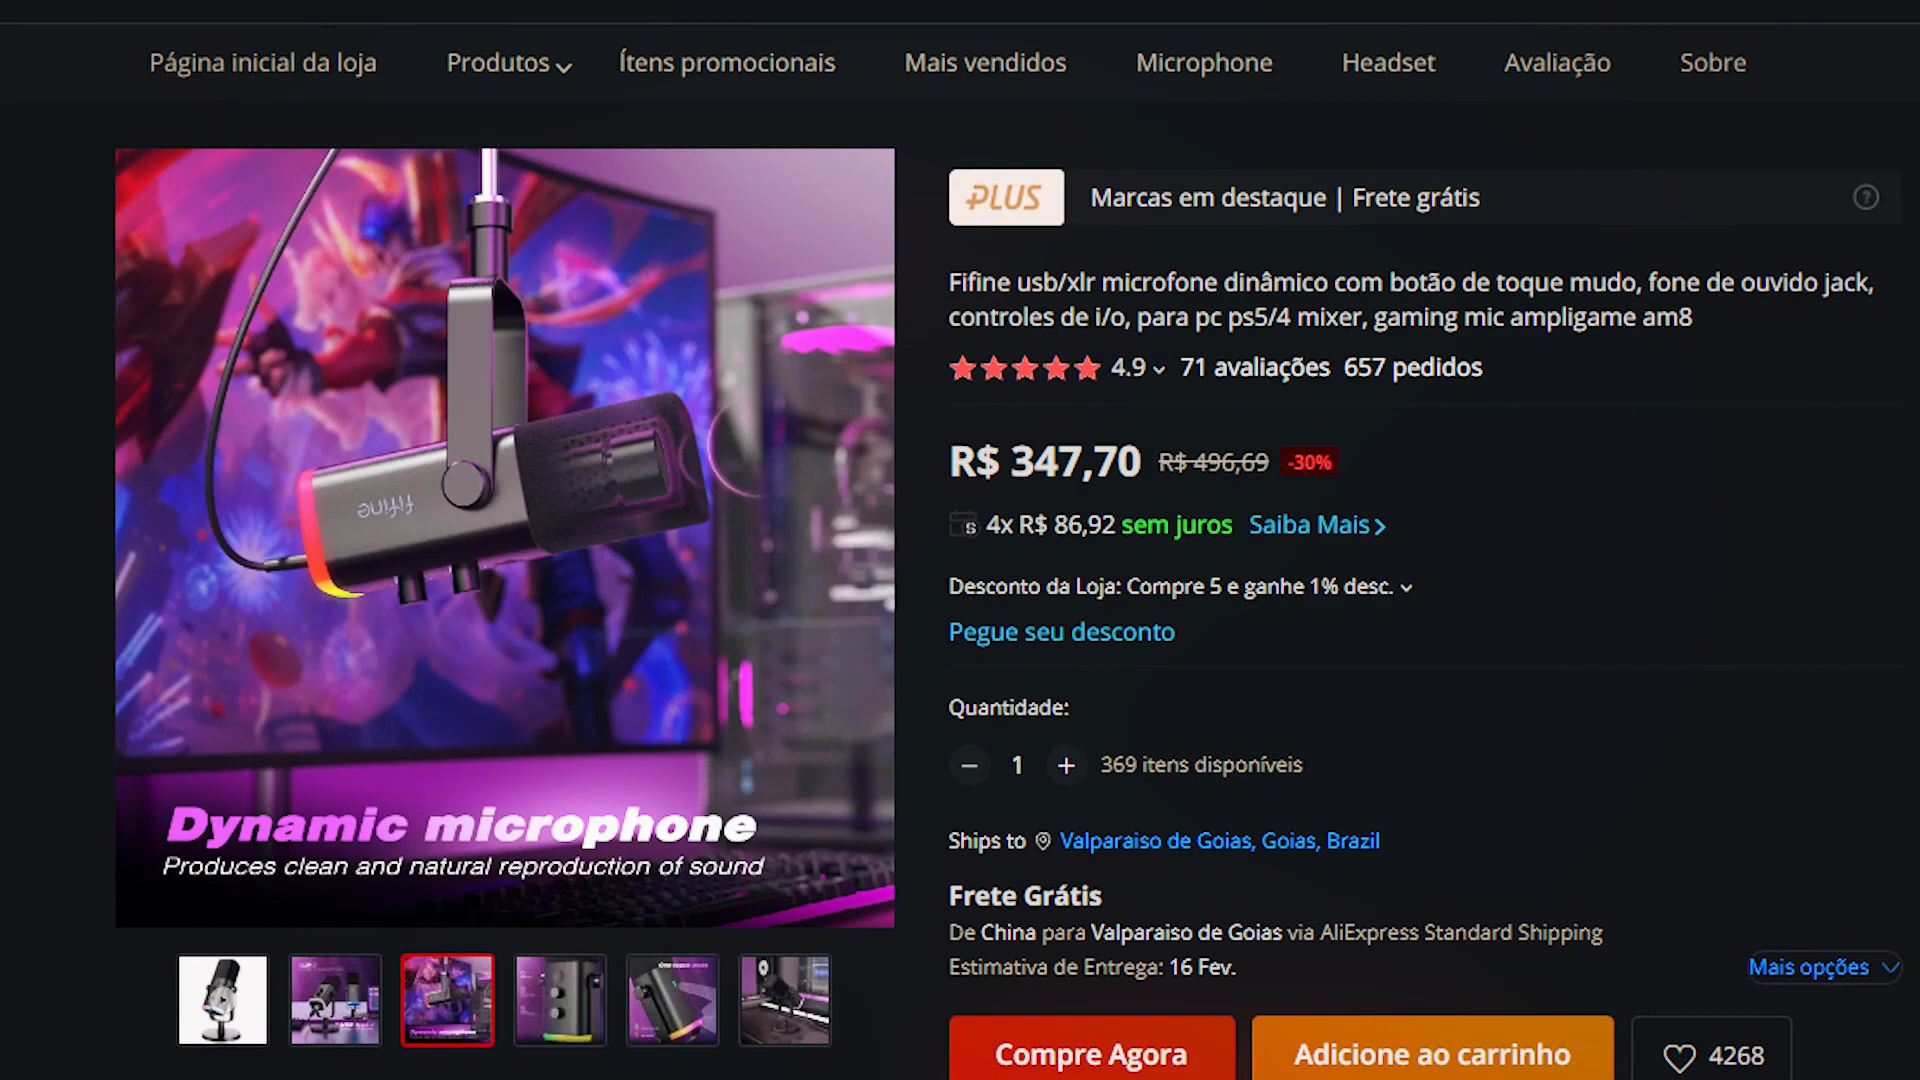 Página inicial da loja
Produtos
Ítens promocionais
Mais vendidos
Microphone
Headset
Avaliação
Sobre
fifine
Dynamic microphone
Produces clean and natural reproduction of sound
PLUS
Marcas em destaque | Frete grátis
?
Fifine usb/xlr microfone dinâmico com botão de toque mudo, fone de ouvido jack,
controles de i/o, para pc ps5/4 mixer, gaming mic ampligame am8
4.9 71 avaliações 657 pedidos
R$ 347,70 R$ 496,69 -30%
4x R$ 86,92 sem juros Saiba Mais
Desconto da Loja: Compre 5 e ganhe 1% desc.
Pegue seu desconto
Quantidade:
− 1 + 369 itens disponíveis
Ships to Valparaiso de Goias, Goias, Brazil
Frete Grátis
De China para Valparaiso de Goias via AliExpress Standard Shipping
Estimativa de Entrega: 16 Fev.
Mais opções
Compre Agora
Adicione ao carrinho
4268